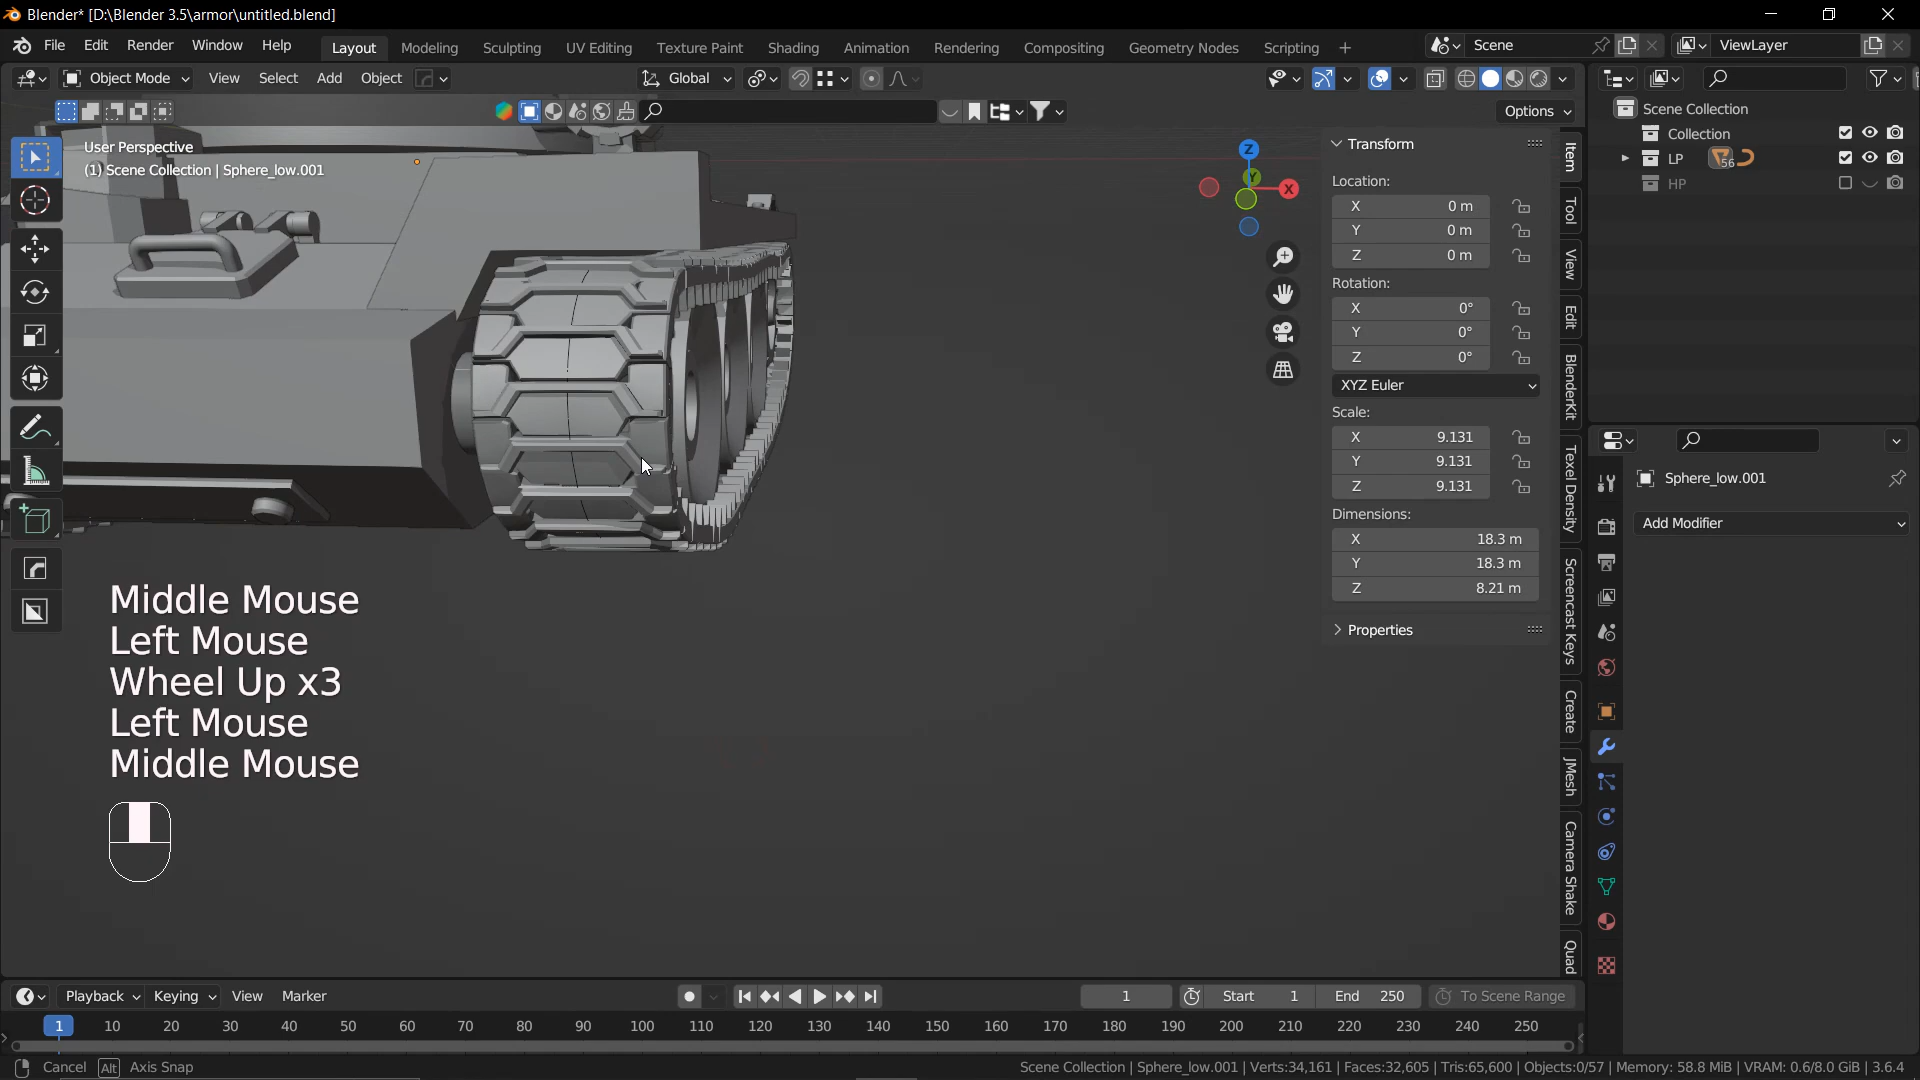 Blender* [D:\Blender 3.5\armor\untitled.blend]
File Edit Render Window Help Layout Modeling Sculpting UV Editing Texture Paint Shading Animation Rendering Compositing Geometry Nodes Scripting + Scene ViewLayer
Object Mode View Select Add Object Global
Options
User Perspective
(1) Scene Collection | Sphere_low.001
Z
Y
X
Transform
Location:
X 0 m
Y 0 m
Z 0 m
Rotation:
X 0°
Y 0°
Z 0°
XYZ Euler
Scale:
X 9.131
Y 9.131
Z 9.131
Dimensions:
X 18.3 m
Y 18.3 m
Z 8.21 m
Properties
Item
Tool
View
Edit
BlenderKit
Texel Density
Screencast Keys
Create
JMesh
Camera Shake
Quad
Scene Collection
Collection
LP 56
HP
Sphere_low.001
Add Modifier
Middle Mouse
Left Mouse
Wheel Up x3
Left Mouse
Middle Mouse
Playback Keying View Marker 1 Start 1 End 250 To Scene Range
1 10 20 30 40 50 60 70 80 90 100 110 120 130 140 150 160 170 180 190 200 210 220 230 240 250
Cancel Alt Axis Snap
Scene Collection | Sphere_low.001 | Verts:34,161 | Faces:32,605 | Tris:65,600 | Objects:0/57 | Memory: 58.8 MiB | VRAM: 0.6/8.0 GiB | 3.6.4